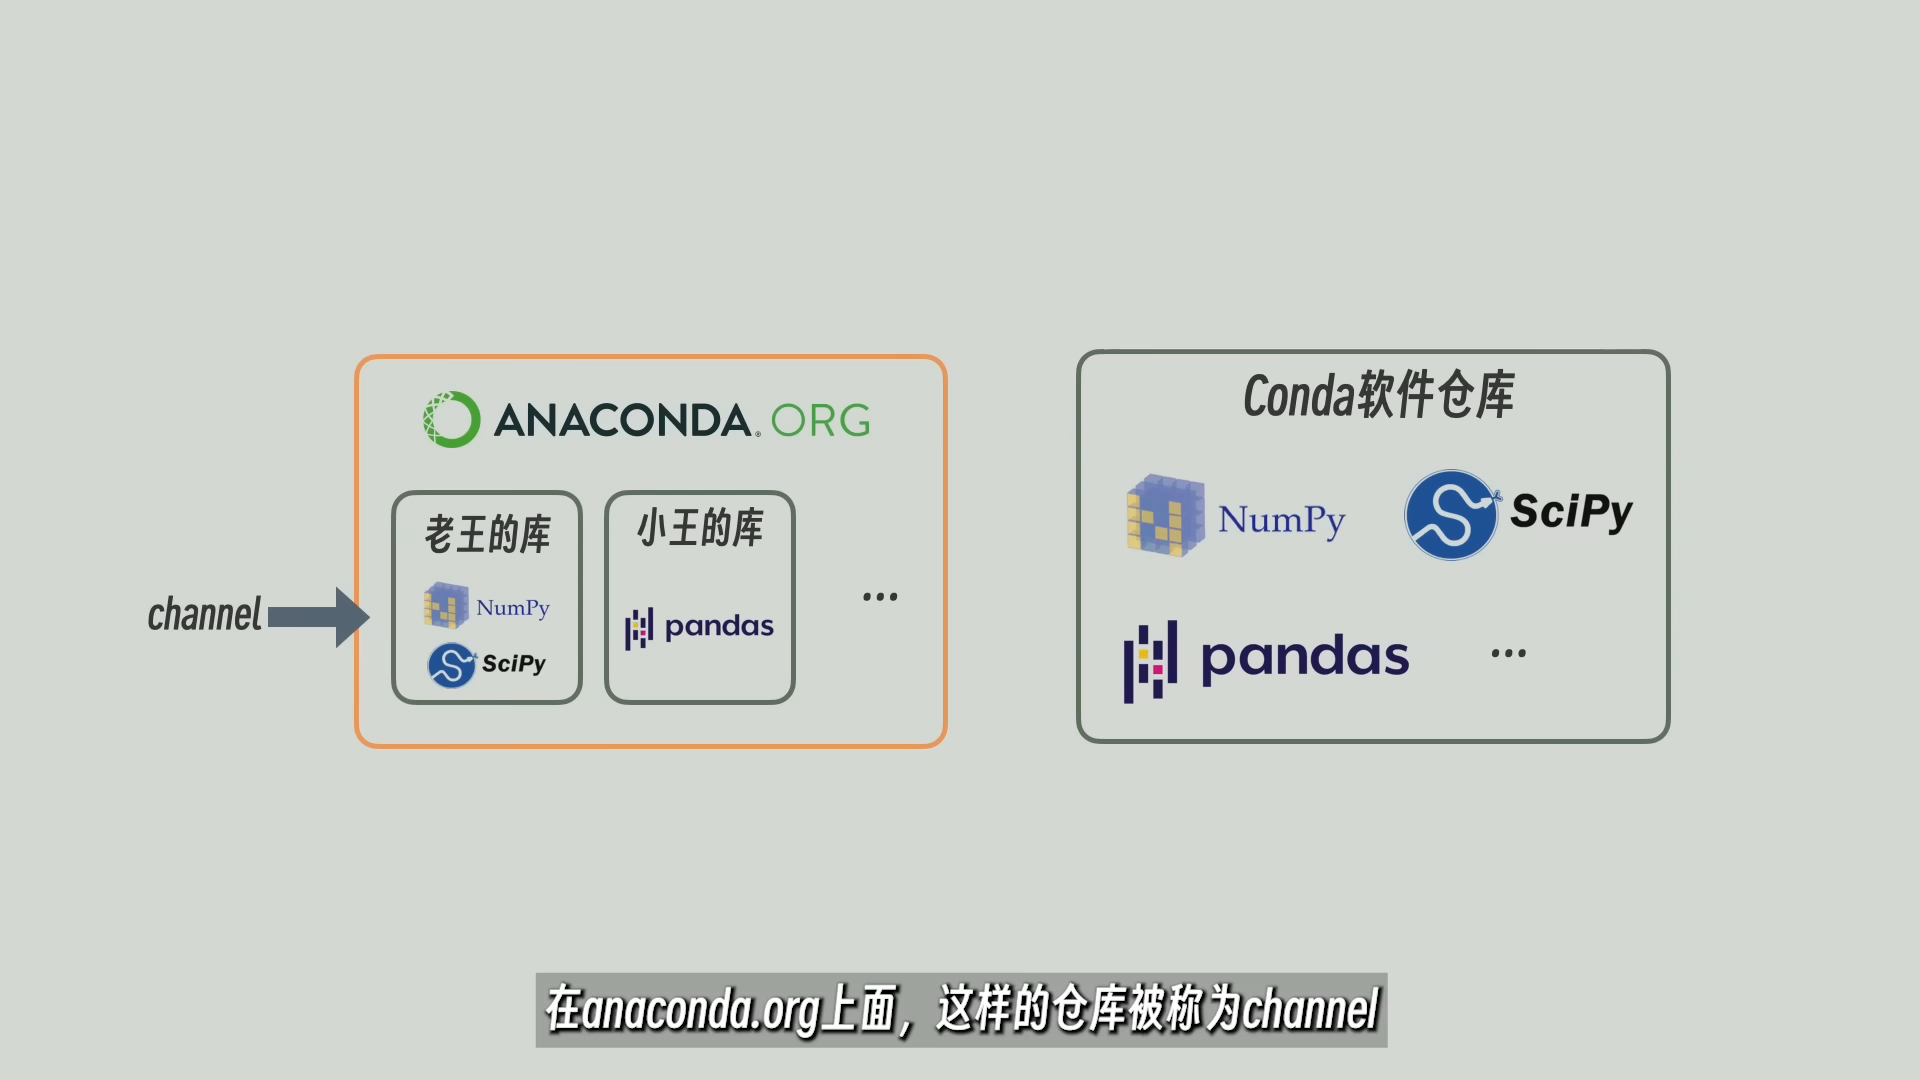 ANACONDA.ORG
老王的库
NumPy
SciPy
小王的库
pandas
...
channel
Conda软件仓库
NumPy
SciPy
pandas
...
在anaconda.org上面，这样的仓库被称为channel